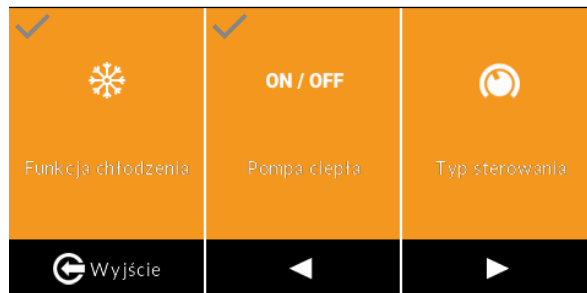 ON / OFF
Funkcja chłodzenia
Pompa ciepła
Typ sterowania
Wyjście